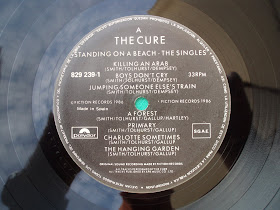 A
THE CURE
•STANDING ON A BEACH • THE SINGLES•
KILLING AN ARAB
(SMITH/TOLHURST/DEMPSEY)
829 239-1
BOYS DON'T CRY
33RPM
(SMITH/TOLHURST/DEMPSEY)
JUMPING SOMEONE ELSE'S TRAIN
(SMITH/TOLHURST/DEMPSEY)
℗ FICTION RECORDS 1986
© FICTION RECORDS 1986
Made in Spain
A FOREST
(SMITH/TOLHURST/GALLUP/HARTLEY)
PRIMARY
(SMITH/TOLHURST/GALLUP)
polydor
SGAE
CHARLOTTE SOMETIMES
(SMITH/TOLHURST/GALLUP)
THE HANGING GARDEN
(SMITH/TOLHURST/GALLUP)